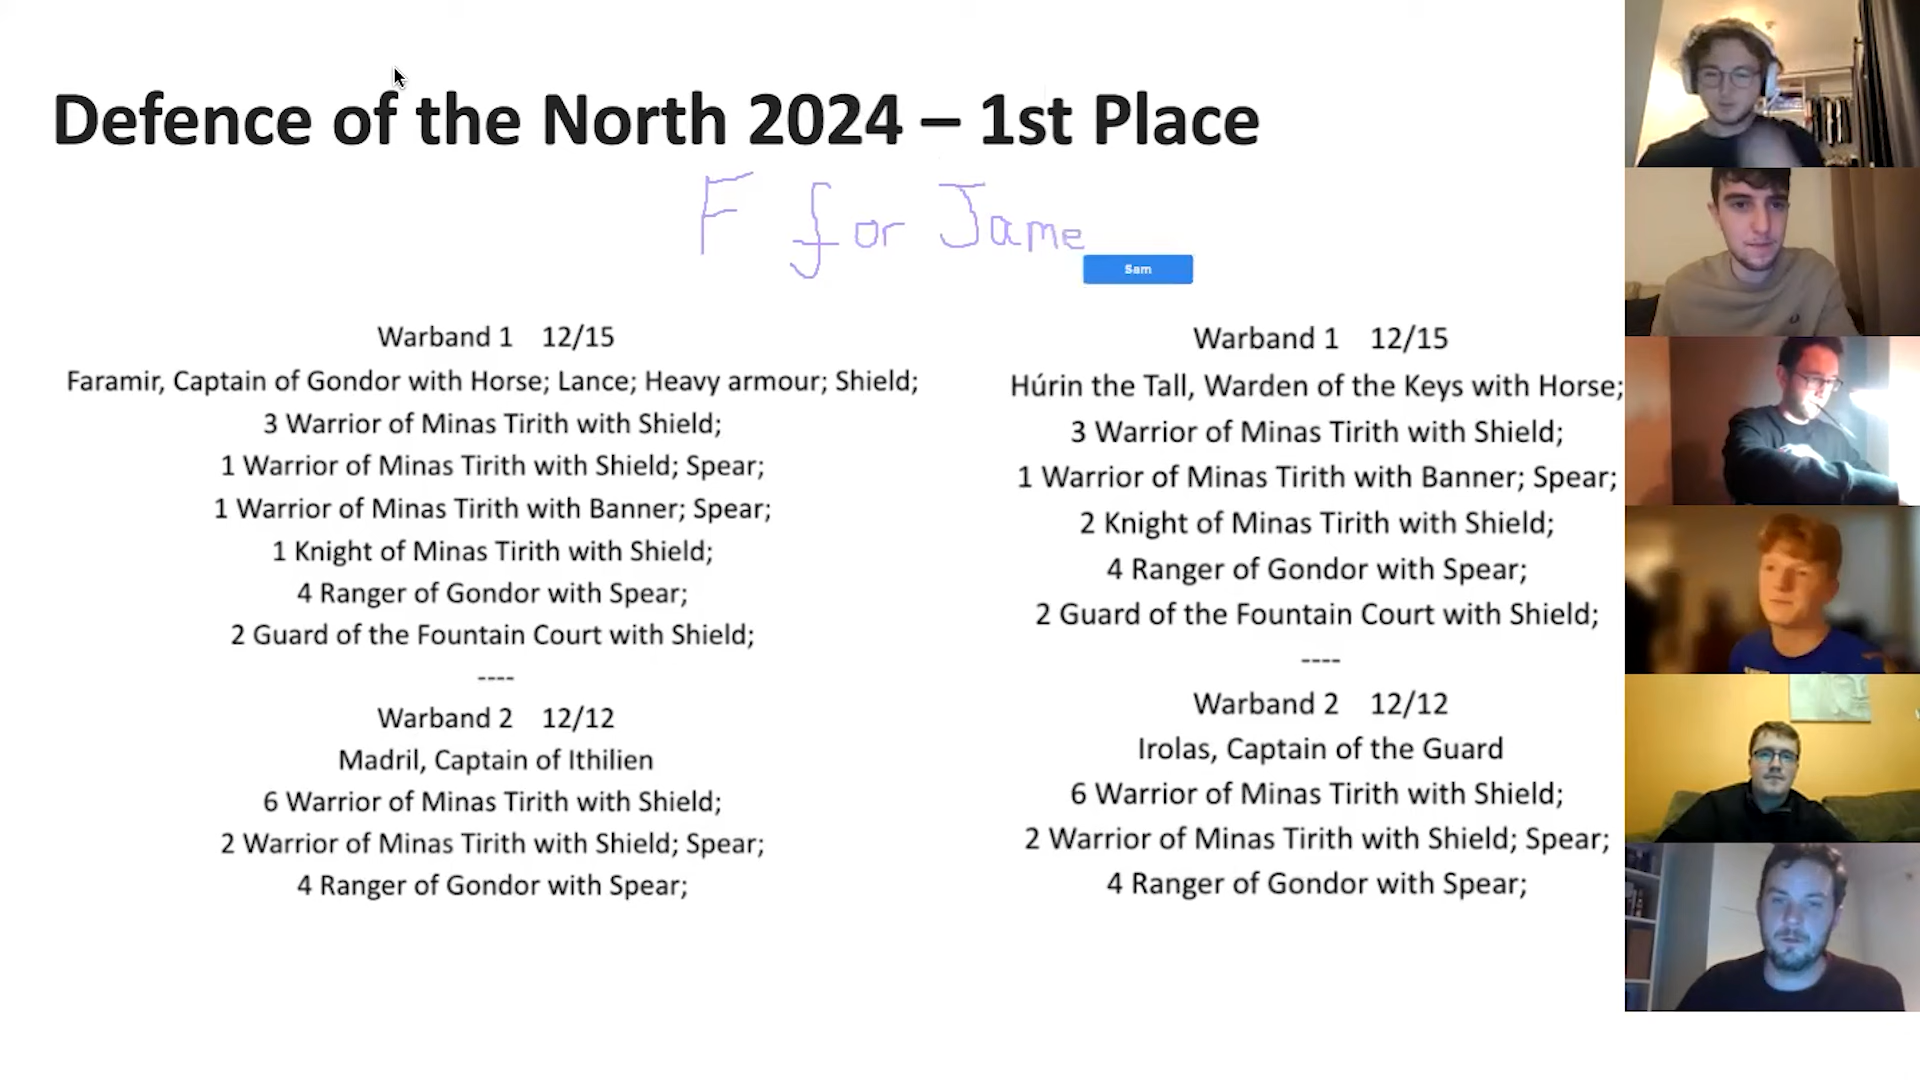 Defence of the North 2024 – 1st Place
F for Jame
Sam
Warband 1 12/15
Faramir, Captain of Gondor with Horse; Lance; Heavy armour; Shield;
3 Warrior of Minas Tirith with Shield;
1 Warrior of Minas Tirith with Shield; Spear;
1 Warrior of Minas Tirith with Banner; Spear;
1 Knight of Minas Tirith with Shield;
4 Ranger of Gondor with Spear;
2 Guard of the Fountain Court with Shield;
----
Warband 2 12/12
Madril, Captain of Ithilien
6 Warrior of Minas Tirith with Shield;
2 Warrior of Minas Tirith with Shield; Spear;
4 Ranger of Gondor with Spear;
Warband 1 12/15
Húrin the Tall, Warden of the Keys with Horse;
3 Warrior of Minas Tirith with Shield;
1 Warrior of Minas Tirith with Banner; Spear;
2 Knight of Minas Tirith with Shield;
4 Ranger of Gondor with Spear;
2 Guard of the Fountain Court with Shield;
----
Warband 2 12/12
Irolas, Captain of the Guard
6 Warrior of Minas Tirith with Shield;
2 Warrior of Minas Tirith with Shield; Spear;
4 Ranger of Gondor with Spear;